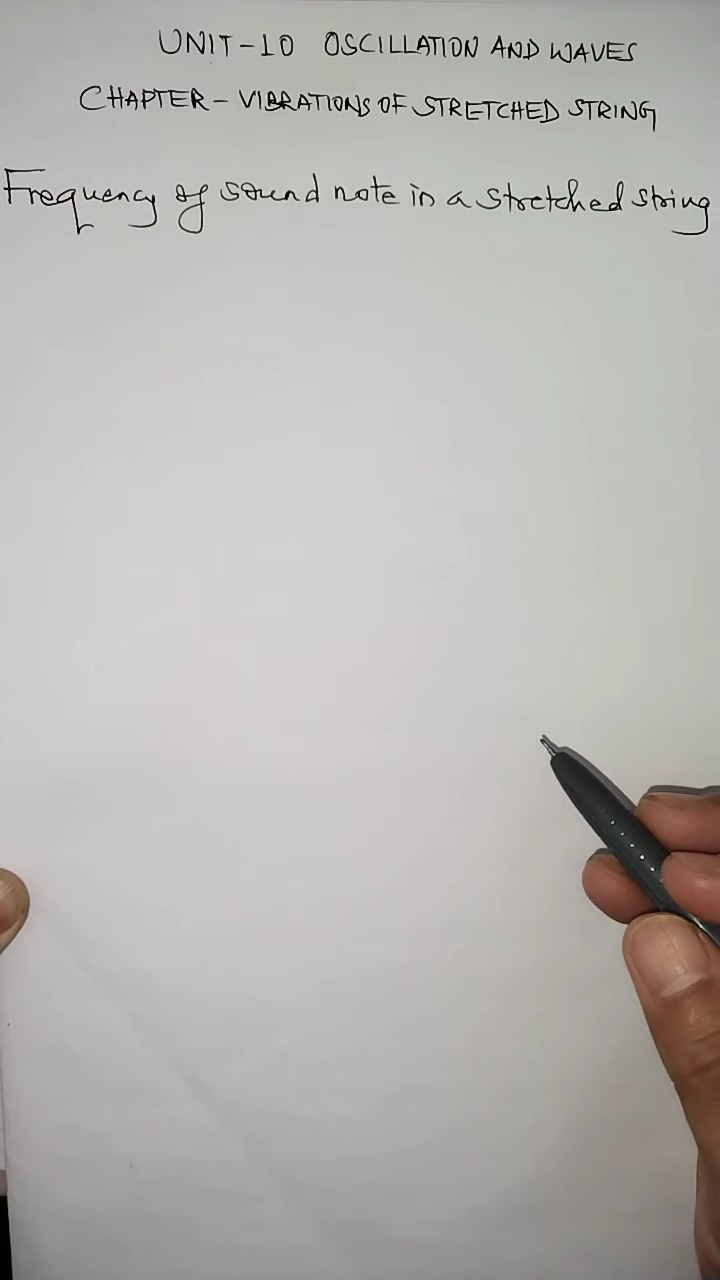 UNIT-10 OSCILLATION AND WAVES
CHAPTER - VIBRATIONS OF STRETCHED STRING
Frequency of sound note in a stretched string